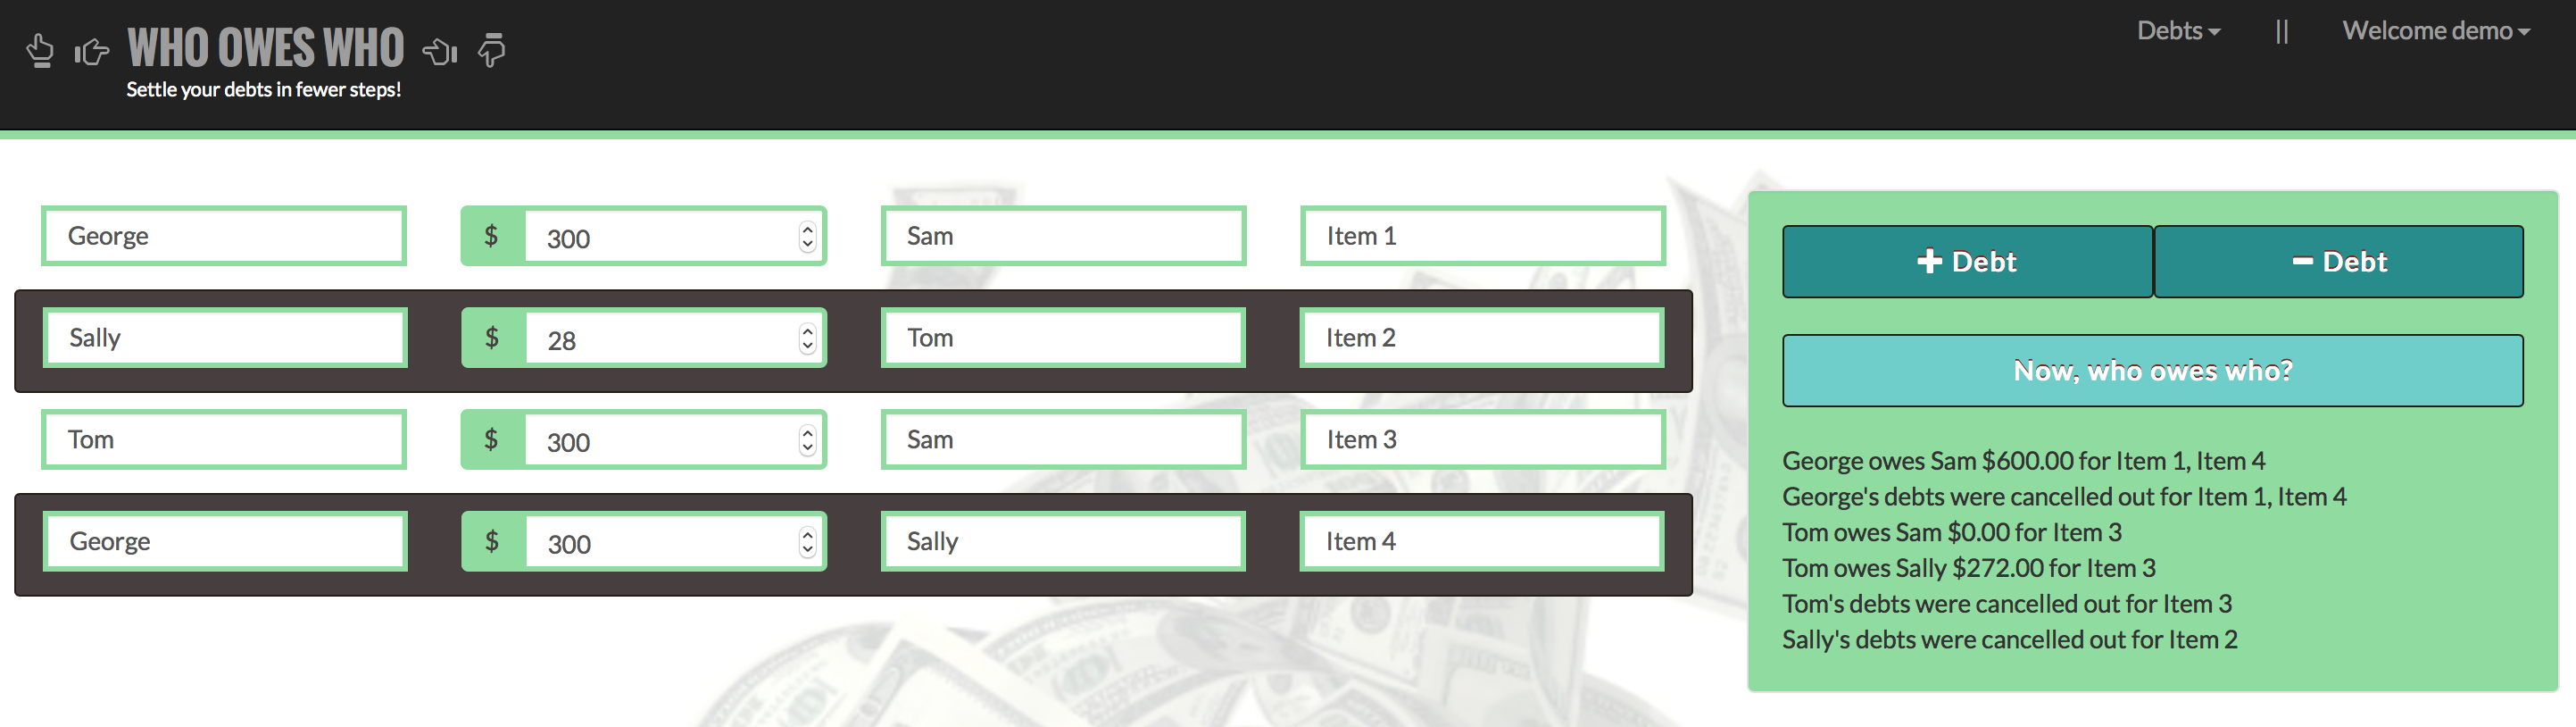 WHO OWES WHO
Settle your debts in fewer steps!
Debts || Welcome demo
George $ 300 Sam Item 1
Sally $ 28 Tom Item 2
Tom $ 300 Sam Item 3
George $ 300 Sally Item 4
+ Debt − Debt
Now, who owes who?
George owes Sam $600.00 for Item 1, Item 4
George's debts were cancelled out for Item 1, Item 4
Tom owes Sam $0.00 for Item 3
Tom owes Sally $272.00 for Item 3
Tom's debts were cancelled out for Item 3
Sally's debts were cancelled out for Item 2